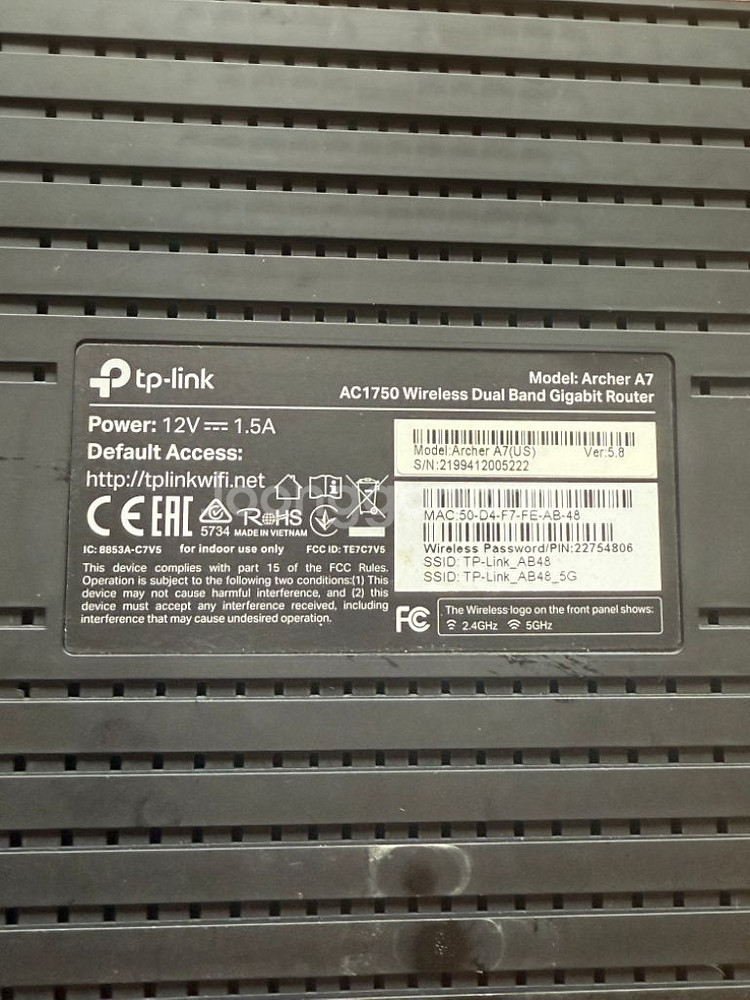 tp-link
Model: Archer A7
AC1750 Wireless Dual Band Gigabit Router
Power: 12V 1.5A
Default Access:
http://tplinkwifi.net
Model:Archer A7(US) Ver:5.8
S/N:2199412005222
MAC:50-D4-F7-FE-AB-48
Wireless Password/PIN:22754806
SSID: TP-Link_AB48
SSID: TP-Link_AB48_5G
CE EAC 5734 RoHS
MADE IN VIETNAM
IC: 8853A-C7V5 for indoor use only FCC ID: TE7C7V5
This device complies with part 15 of the FCC Rules.
Operation is subject to the following two conditions:(1) This
device may not cause harmful interference, and (2) this
device must accept any interference received, including
interference that may cause undesired operation.
FC
The Wireless logo on the front panel shows:
2.4GHz 5GHz